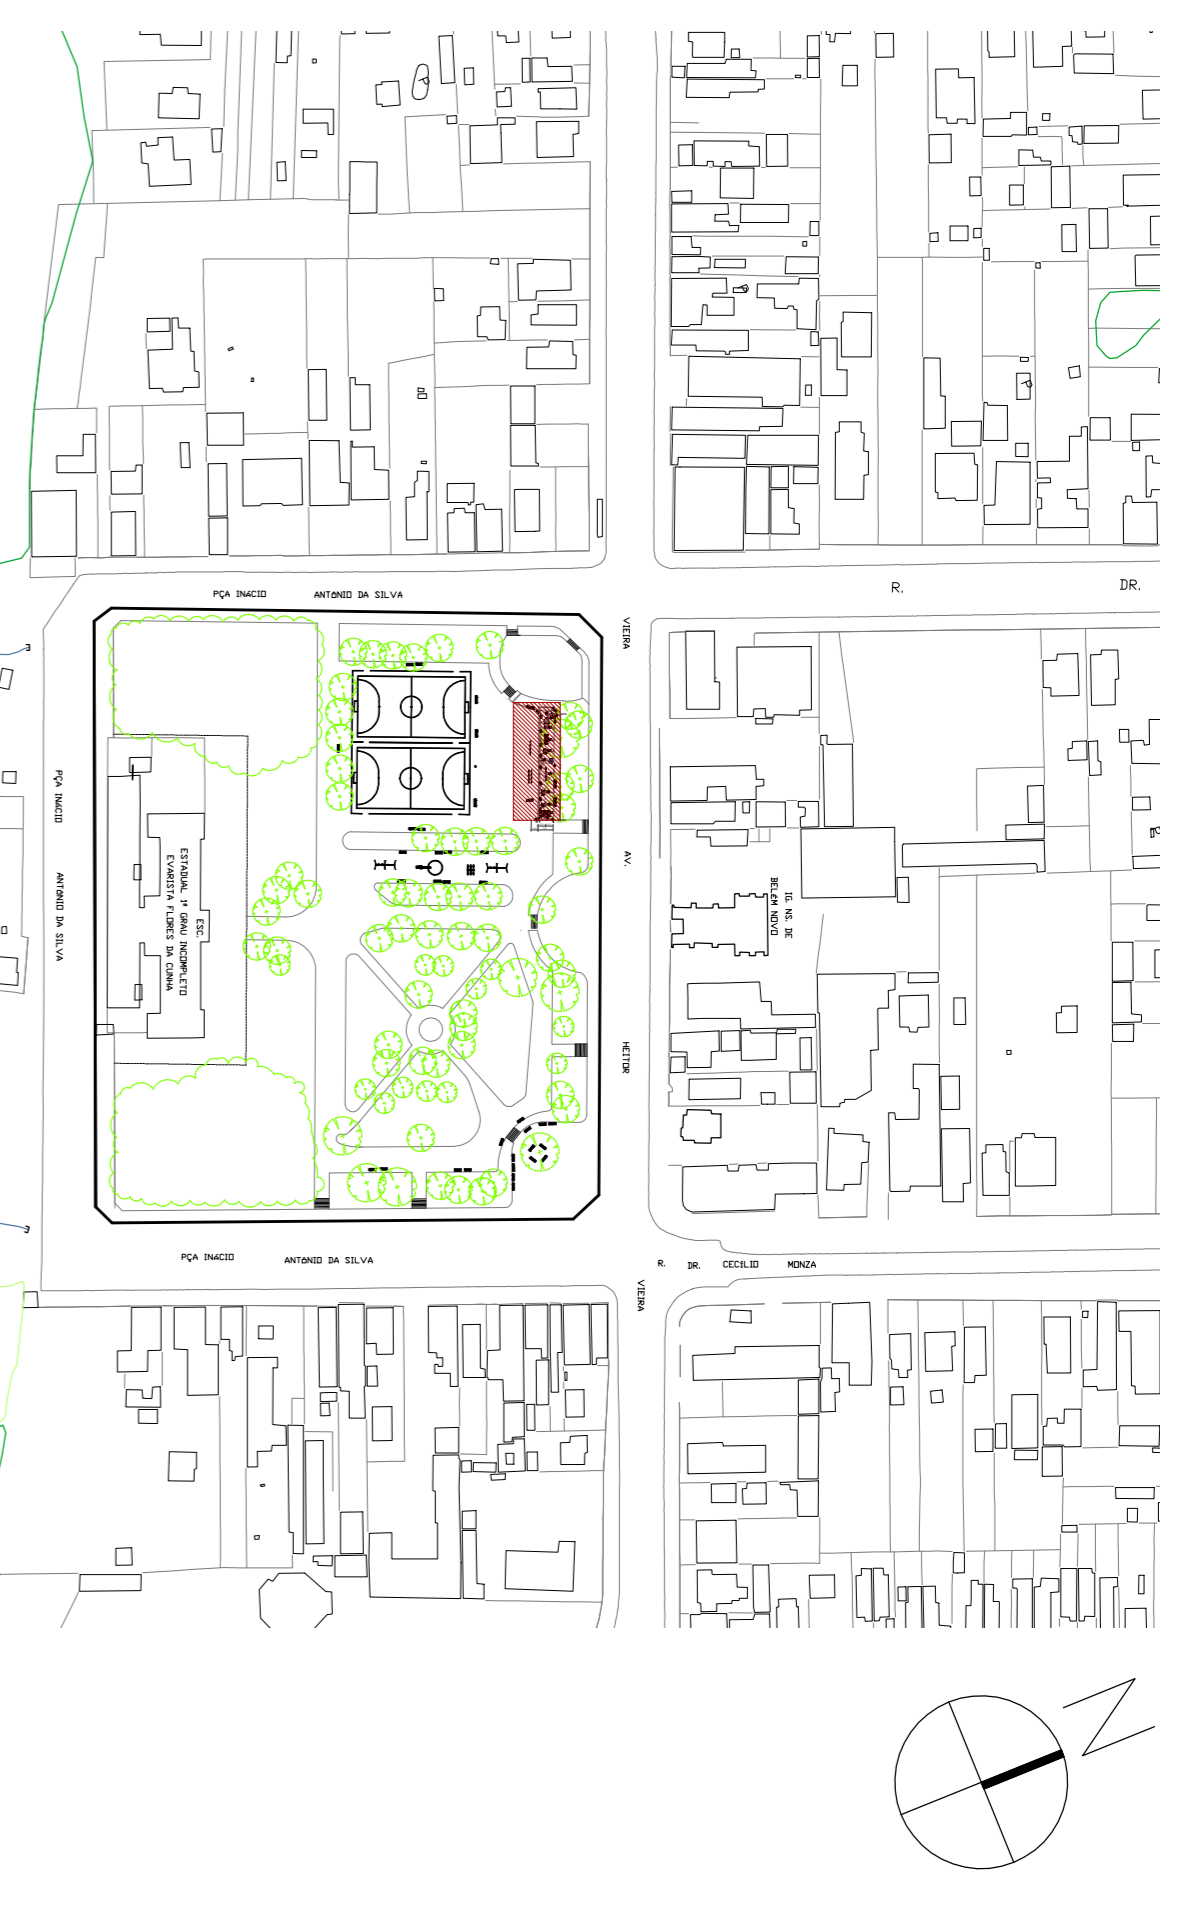 R.
DR.
PÇA INáCIO
ANTôNIO DA SILVA
VIEIRA
PÇA INáCIO
ANTôNIO DA SILVA
ESC.
ESTADUAL 1º GRAU INCOMPLETO
EVARISTA FLORES DA CUNHA
AV.
IG. NS. DE
BELéM NOVO
HEITOR
PÇA INáCIO
ANTôNIO DA SILVA
R.
DR.
CECíLIO
MONZA
VIEIRA
N